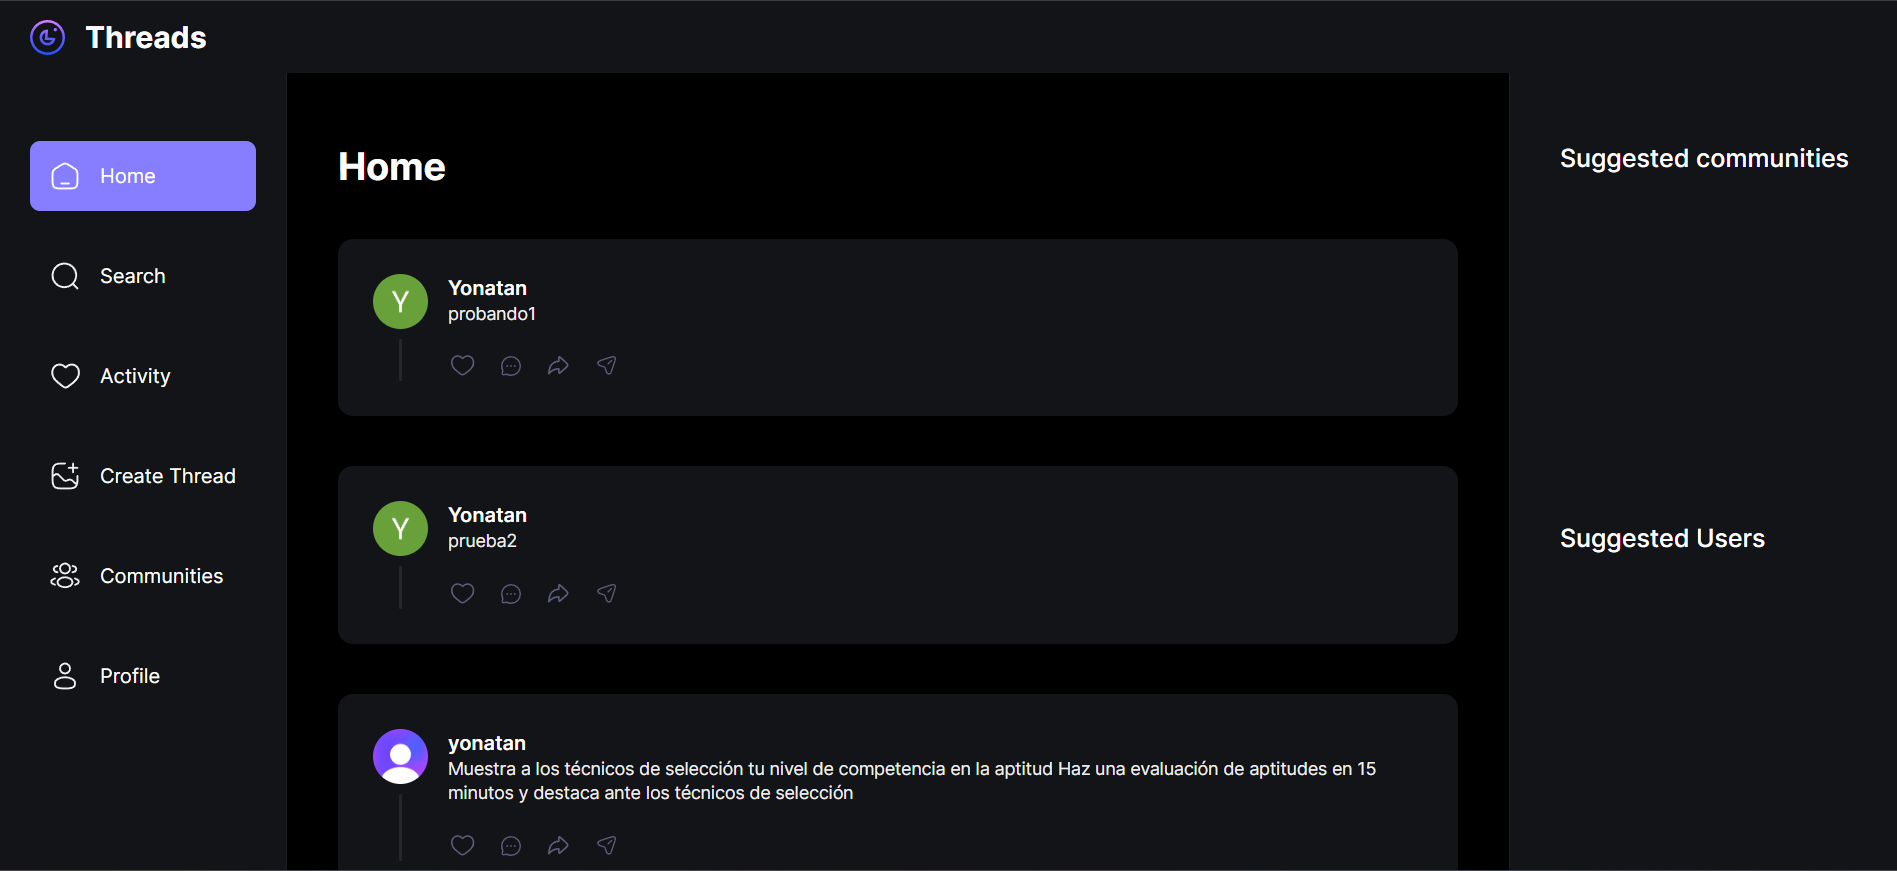 Threads
Home
Search
Activity
Create Thread
Communities
Profile
Home
Y
Yonatan
probando1
Y
Yonatan
prueba2
yonatan
Muestra a los técnicos de selección tu nivel de competencia en la aptitud Haz una evaluación de aptitudes en 15
minutos y destaca ante los técnicos de selección
Suggested communities
Suggested Users